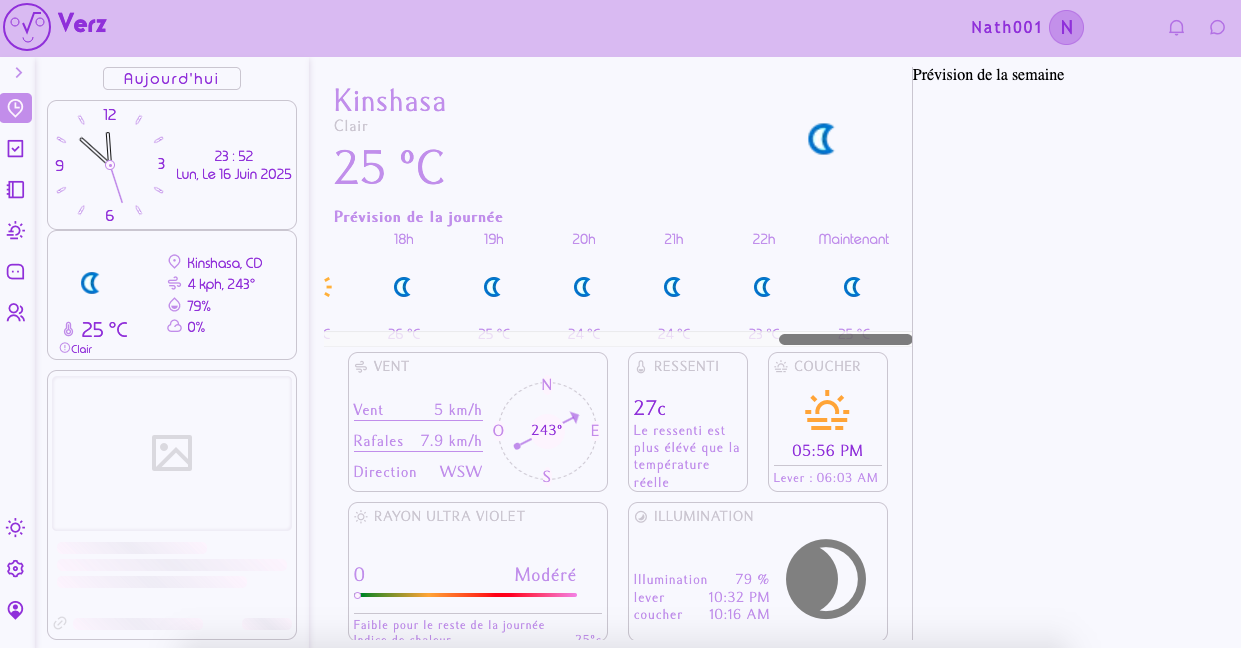 Verz
Nath001 N
Aujourd'hui
12
9 3
6
23 : 52
Lun, Le 16 Juin 2025
Kinshasa, CD
4 kph, 243°
79%
0%
25 °C
Clair
Kinshasa
Clair
25 °C
Prévision de la journée
18h 19h 20h 21h 22h Maintenant
C 26 °C 25 °C 24 °C 24 °C 23 °C 25 °C
VENT
Vent 5 km/h
Rafales 7.9 km/h
Direction WSW
N
O 243° E
S
RESSENTI
27c
Le ressenti est
plus élévé que la
température
réelle
COUCHER
05:56 PM
Lever : 06:03 AM
RAYON ULTRA VIOLET
0 Modéré
Faible pour le reste de la journée
Indice de chaleur 25°c
ILLUMINATION
Illumination 79 %
lever 10:32 PM
coucher 10:16 AM
Prévision de la semaine